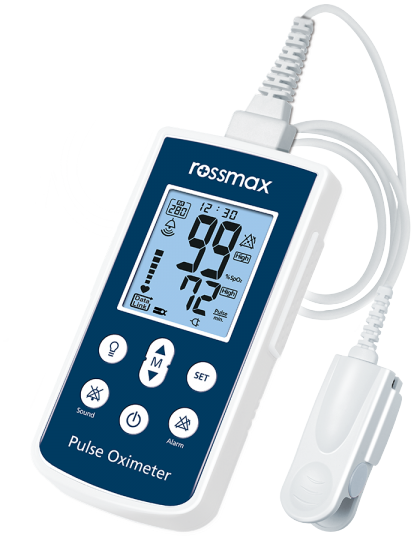 rossmax
280
12:30
99
High
%SpO₂
72
High
Pulse
min.
Data
Link
M
SET
Sound
Alarm
Pulse Oximeter